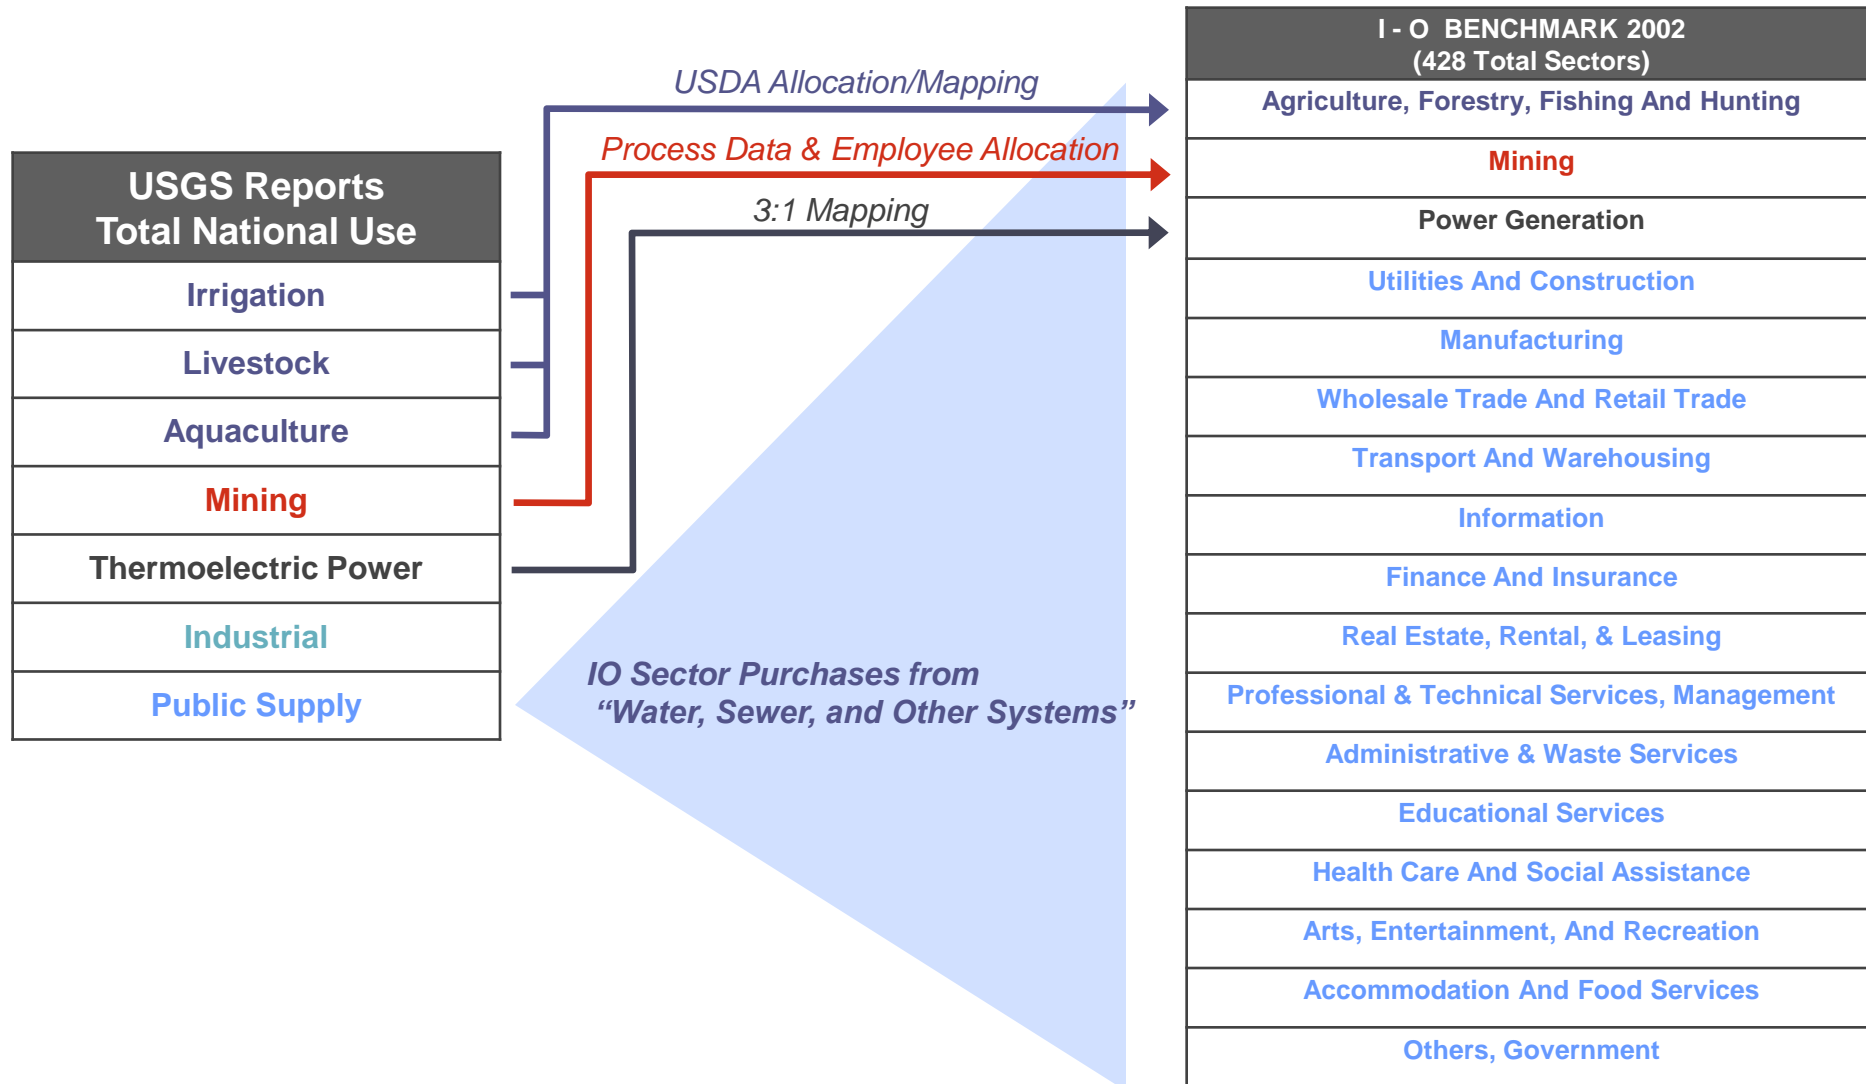 USGS Reports
Total National Use
Irrigation
Livestock
Aquaculture
Mining
Thermoelectric Power
Industrial
Public Supply
USDA Allocation/Mapping
Process Data & Employee Allocation
3:1 Mapping
IO Sector Purchases from
“Water, Sewer, and Other Systems”
I - O BENCHMARK 2002
(428 Total Sectors)
Agriculture, Forestry, Fishing And Hunting
Mining
Power Generation
Utilities And Construction
Manufacturing
Wholesale Trade And Retail Trade
Transport And Warehousing
Information
Finance And Insurance
Real Estate, Rental, & Leasing
Professional & Technical Services, Management
Administrative & Waste Services
Educational Services
Health Care And Social Assistance
Arts, Entertainment, And Recreation
Accommodation And Food Services
Others, Government